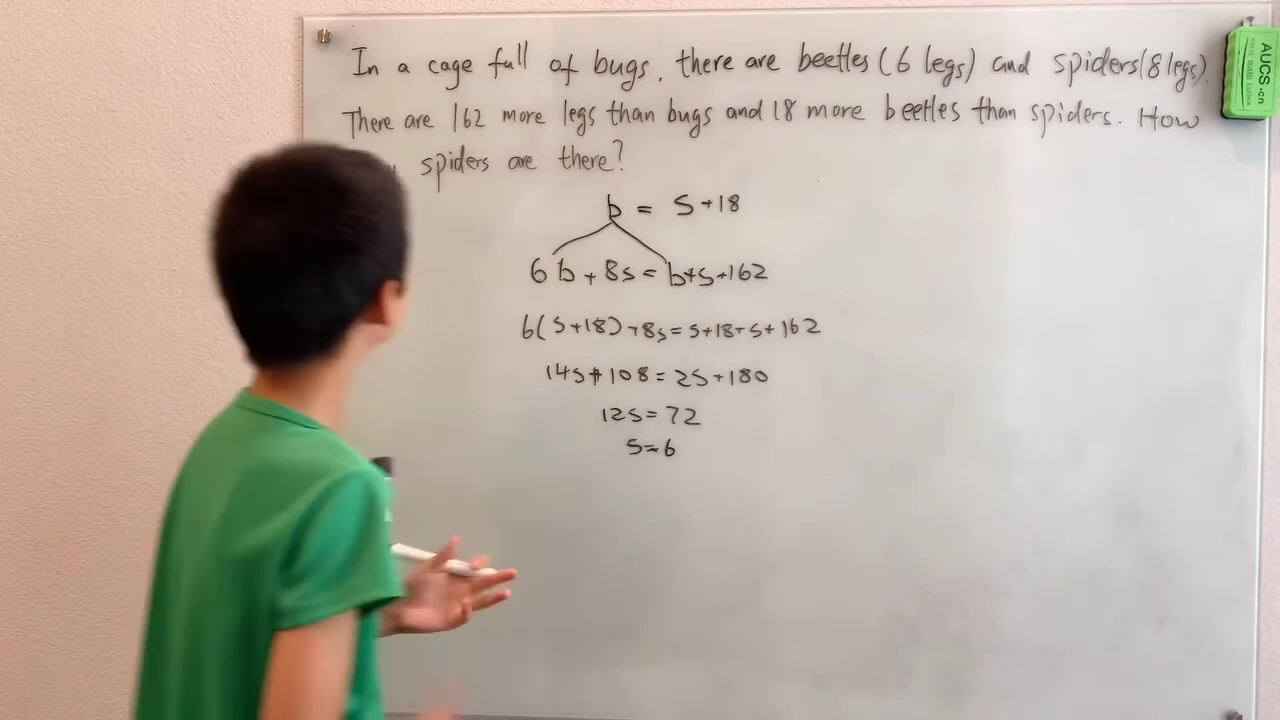 In a cage full of bugs, there are beetles (6 legs) and spiders (8 legs).
There are 162 more legs than bugs and 18 more beetles than spiders. How
spiders are there?
b = s+18
6b+8s=b+s+162
6(s+18)+8s=s+18+s+162
14s+108=2s+180
12s=72
s=6
AUCS.cn